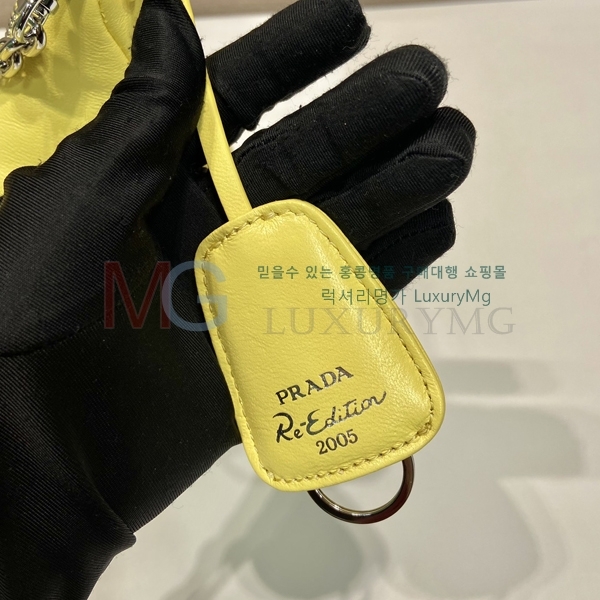 믿을수 있는 홍콩명품 구매대행 쇼핑몰
럭셔리명가 LuxuryMg
MG LUXURYMG
PRADA
Re-Edition
2005